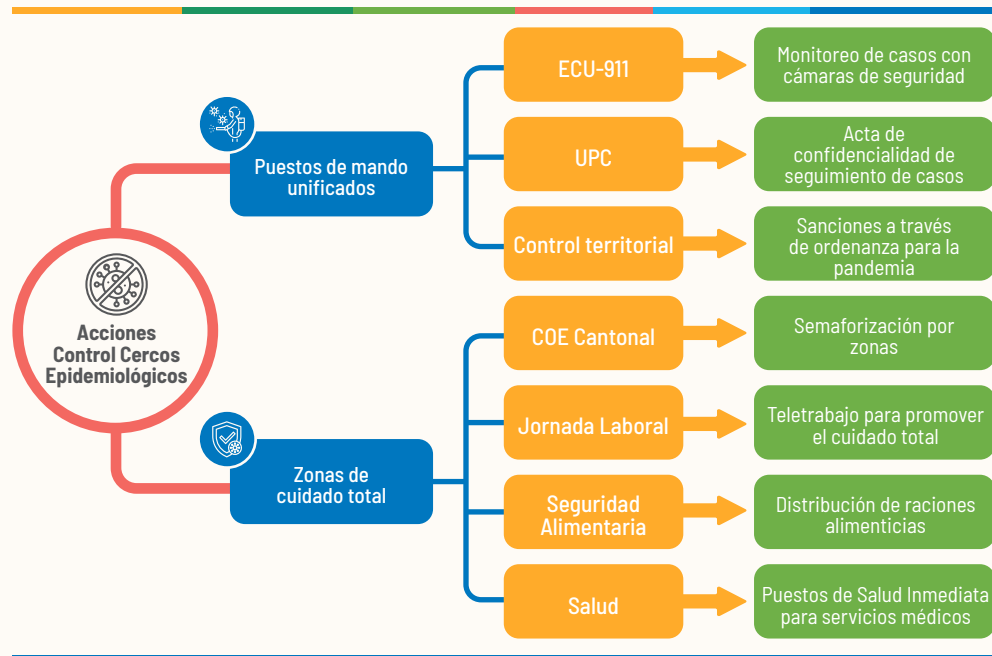 Acciones
Control Cercos
Epidemiológicos
Puestos de mando
unificados
ECU-911
Monitoreo de casos con
cámaras de seguridad
UPC
Acta de
confidencialidad de
seguimiento de casos
Control territorial
Sanciones a través
de ordenanza para la
pandemia
Zonas de
cuidado total
COE Cantonal
Semaforización por
zonas
Jornada Laboral
Teletrabajo para promover
el cuidado total
Seguridad
Alimentaria
Distribución de raciones
alimenticias
Salud
Puestos de Salud Inmediata
para servicios médicos